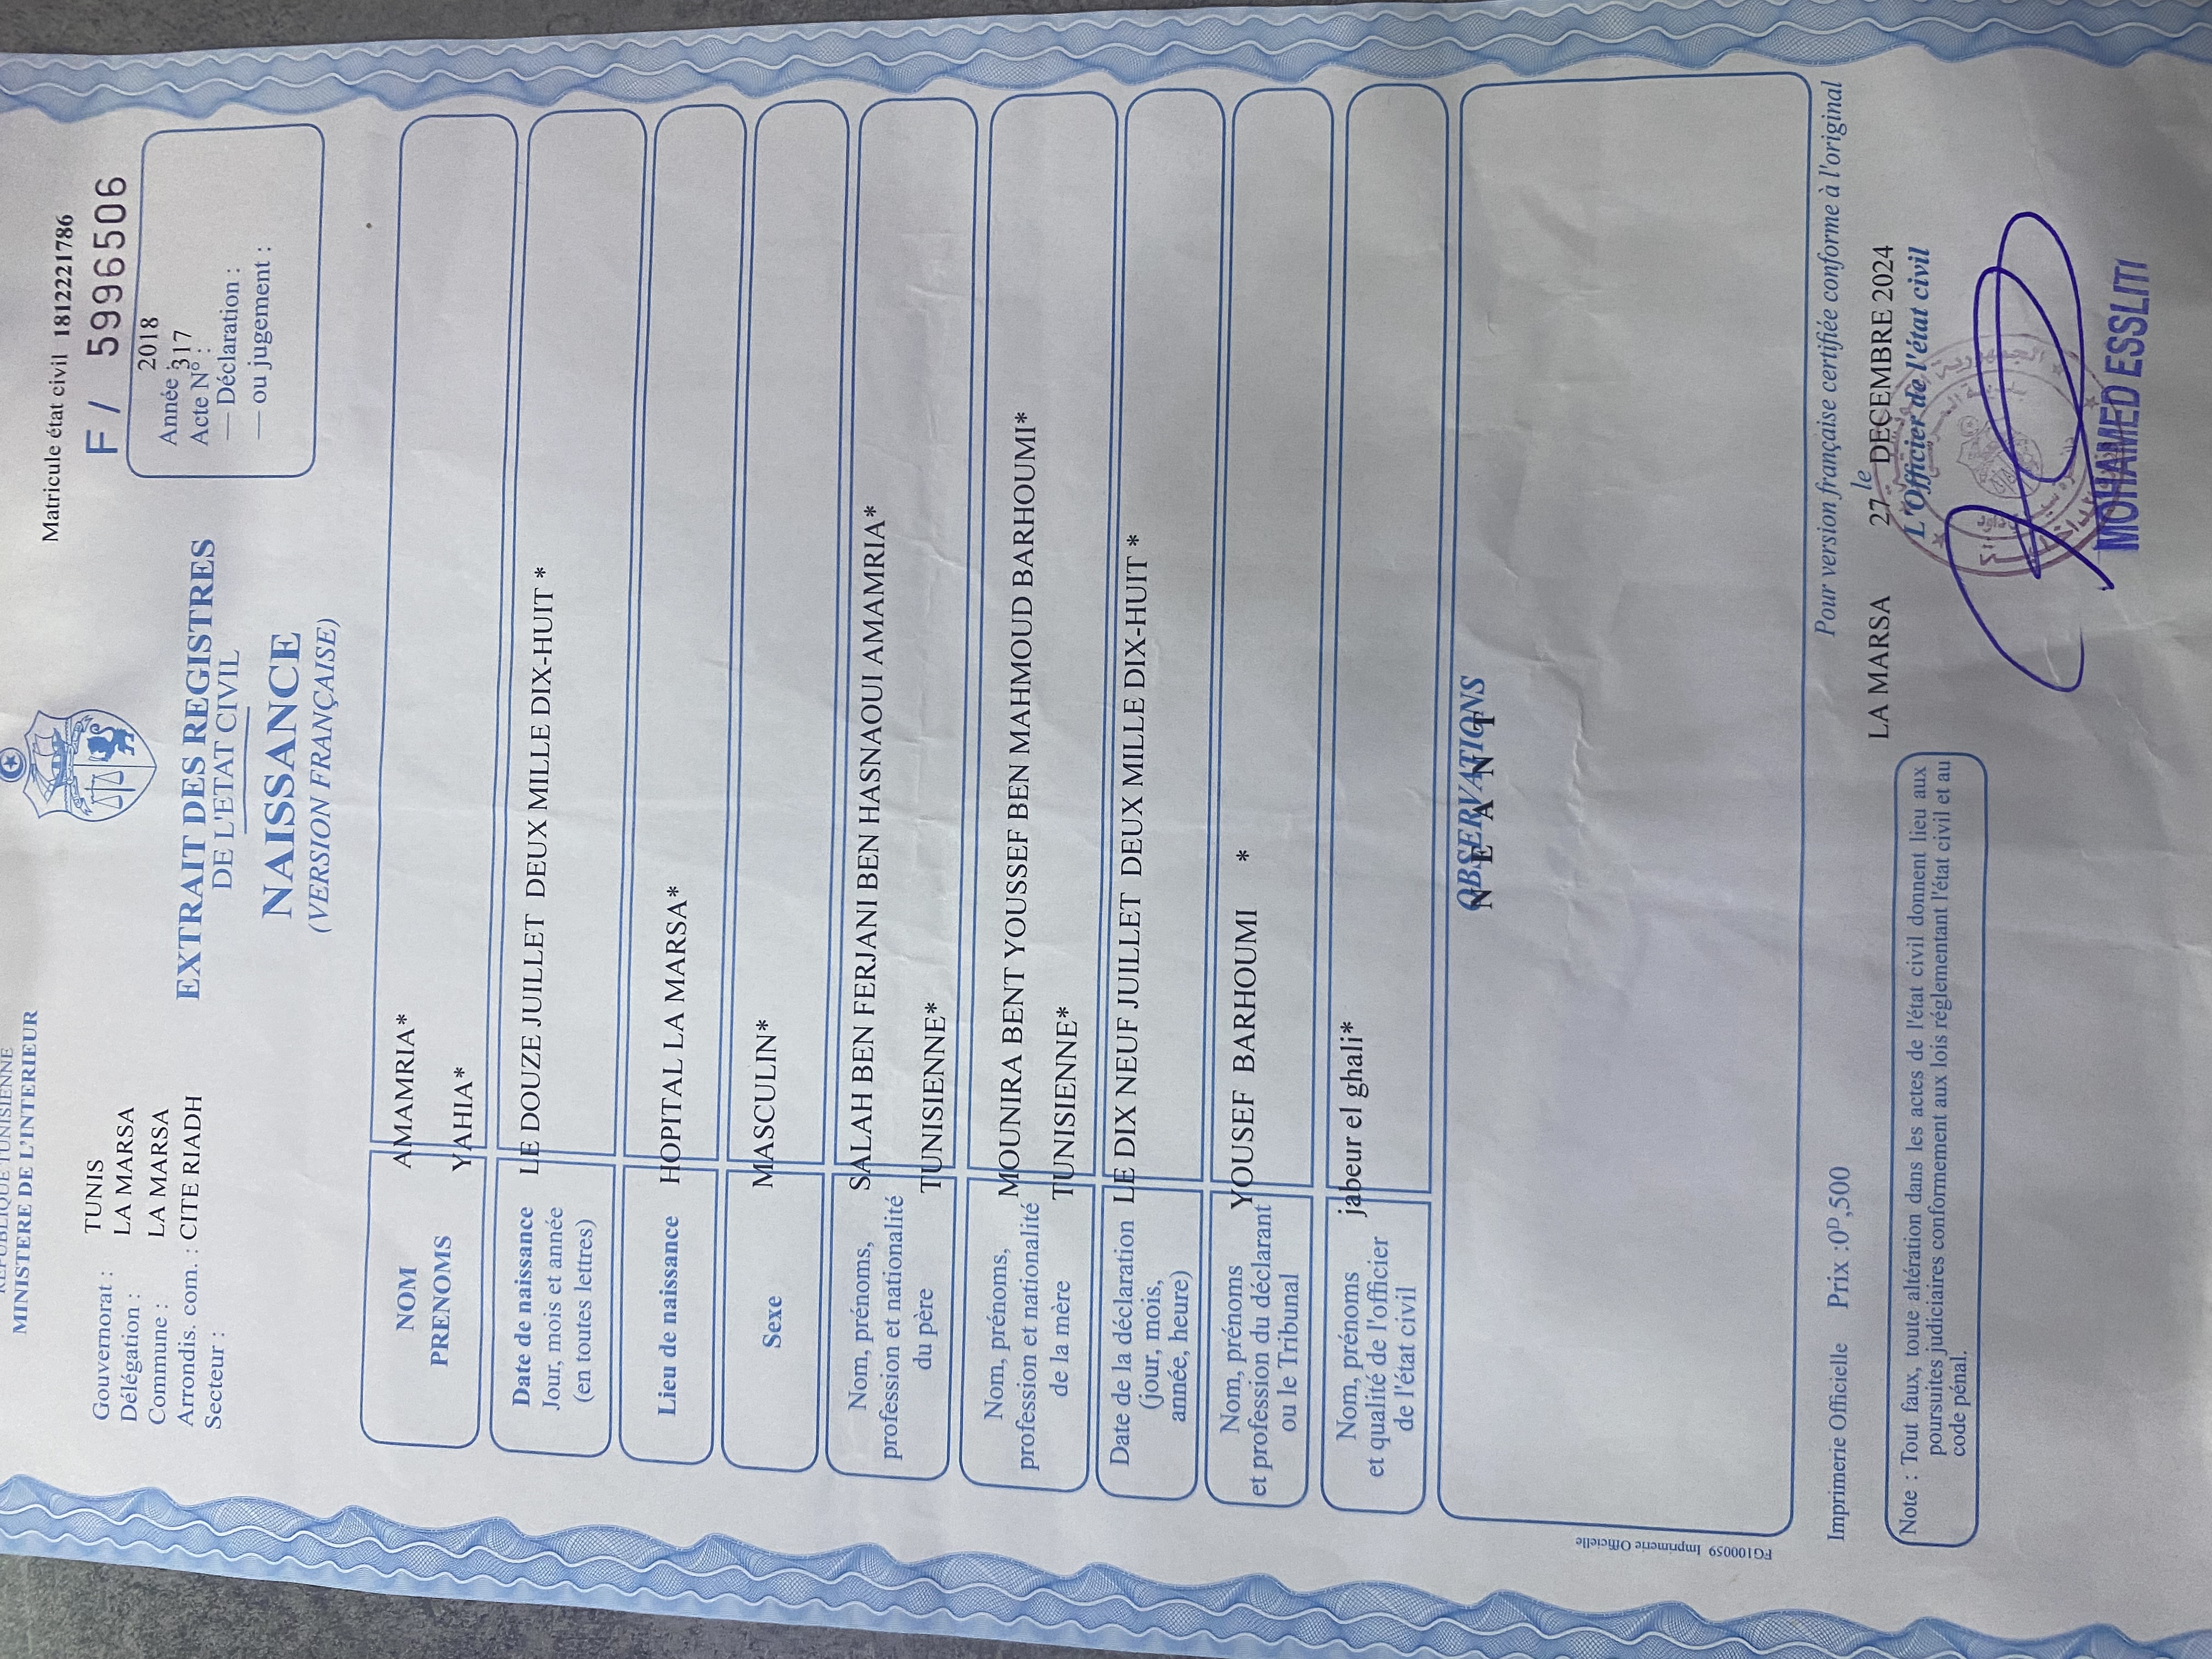 REPUBLIQUE TUNISIENNE
MINISTERE DE L'INTERIEUR
Gouvernorat : TUNIS
Délégation : LA MARSA
Commune : LA MARSA
Arrondis. com. : CITE RIADH
Secteur :
EXTRAIT DES REGISTRES
DE L'ETAT CIVIL
NAISSANCE
(VERSION FRANÇAISE)
Matricule état civil 181222221786
F / 5996506
2018
Année :
317
Acte N° :
— Déclaration :
— ou jugement :
NOM AMAMRIA*
PRENOMS YAHIA*
Date de naissance
Jour, mois et année
(en toutes lettres)
LE DOUZE JUILLET DEUX MILLE DIX-HUIT *
Lieu de naissance HOPITAL LA MARSA*
Sexe MASCULIN*
Nom, prénoms,
profession et nationalité
du père
SALAH BEN FERJANI BEN HASNAOUI AMAMRIA*
TUNISIENNE*
Nom, prénoms,
profession et nationalité
de la mère
MOUNIRA BENT YOUSSEF BEN MAHMOUD BARHOUMI*
TUNISIENNE*
Date de la déclaration
(jour, mois,
année, heure)
LE DIX NEUF JUILLET DEUX MILLE DIX-HUIT *
Nom, prénoms
et profession du déclarant
ou le Tribunal
YOUSEF BARHOUMI *
Nom, prénoms
et qualité de l'officier
de l'état civil
jabeur el ghali*
OBSERVATIONS
N E A N T
FG100059 Imprimerie Officielle
Imprimerie Officielle Prix :0ᴰ,500
Pour version française certifiée conforme à l'original
LA MARSA le 27 DECEMBRE 2024
L'Officier de l'état civil
MOHAMED ESSLITI
Note : Tout faux, toute altération dans les actes de l'état civil donnent lieu aux
poursuites judiciaires conformement aux lois réglementant l'état civil et au
code pénal.